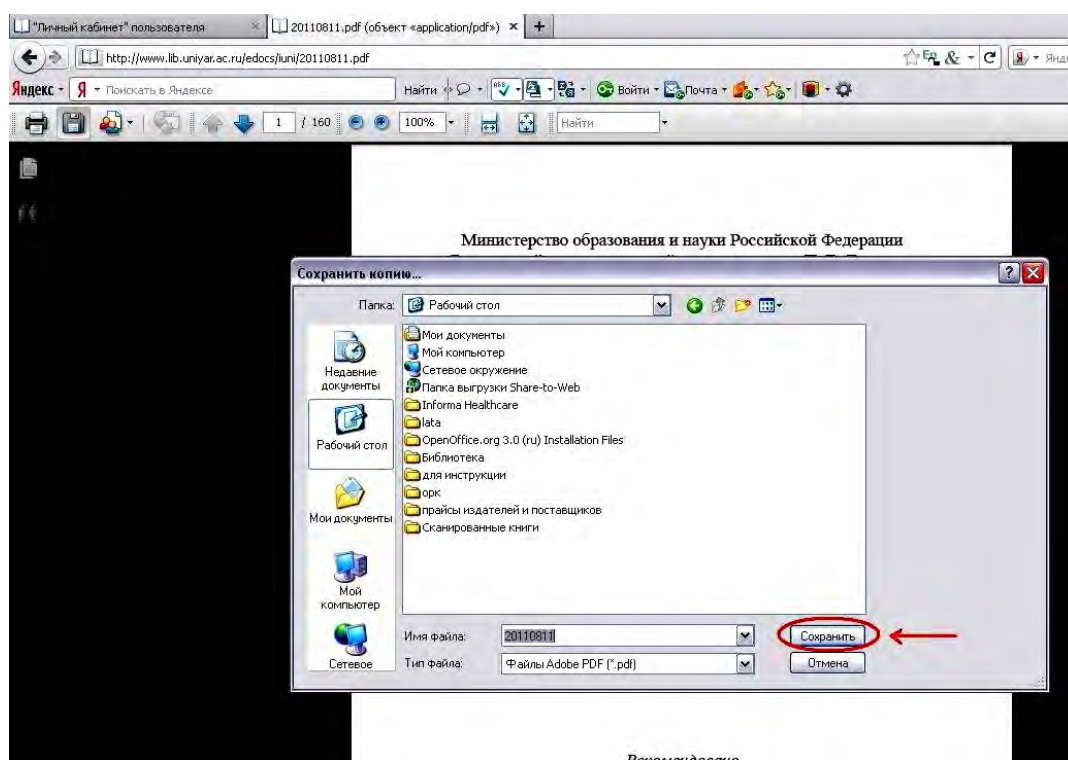 "Личный кабинет" пользователя
20110811.pdf (объект «application/pdf»)
http://www.lib.uniyar.ac.ru/edocs/iuni/20110811.pdf
Яндекс
Поискать в Яндексе
Найти
Войти
Почта
1 / 160
100%
Найти
Министерство образования и науки Российской Федерации
Сохранить копию...
Папка:
Рабочий стол
Недавние
документы
Рабочий стол
Мои документы
Мой
компьютер
Сетевое
Мои документы
Мой компьютер
Сетевое окружение
Папка выгрузки Share-to-Web
Informa Healthcare
lata
OpenOffice.org 3.0 (ru) Installation Files
Библиотека
для инструкции
орк
прайсы издателей и поставщиков
Сканированные книги
Имя файла:
20110811
Сохранить
Тип файла:
Файлы Adobe PDF (*.pdf)
Отмена